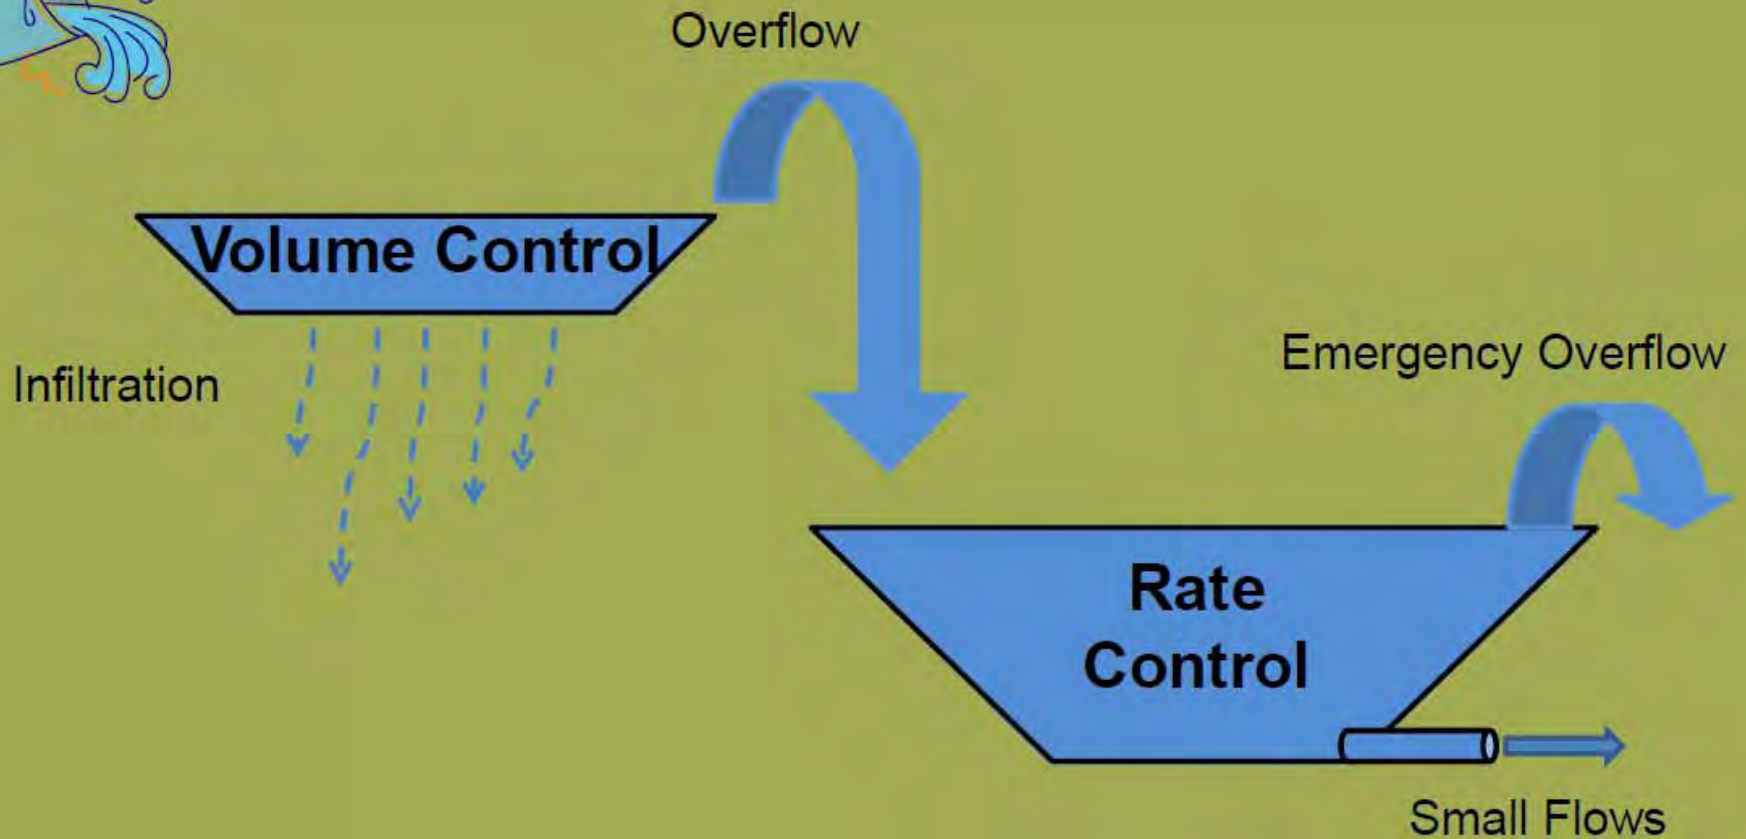 Overflow
Volume Control
Infiltration
Emergency Overflow
Rate
Control
Small Flows